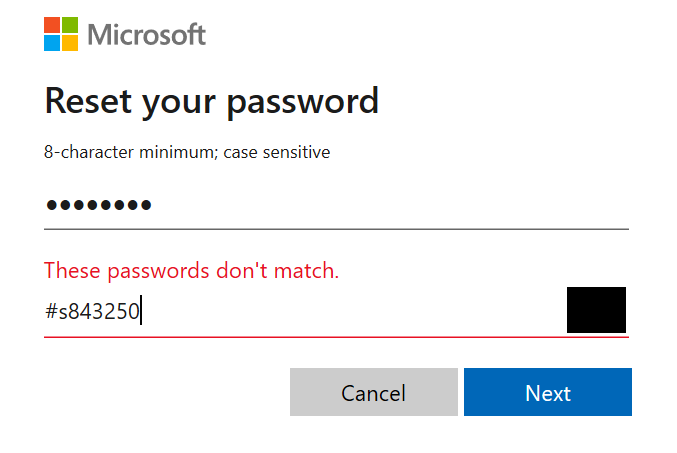 Microsoft
Reset your password
8-character minimum; case sensitive
••••••••
These passwords don't match.
#s843250
Cancel
Next